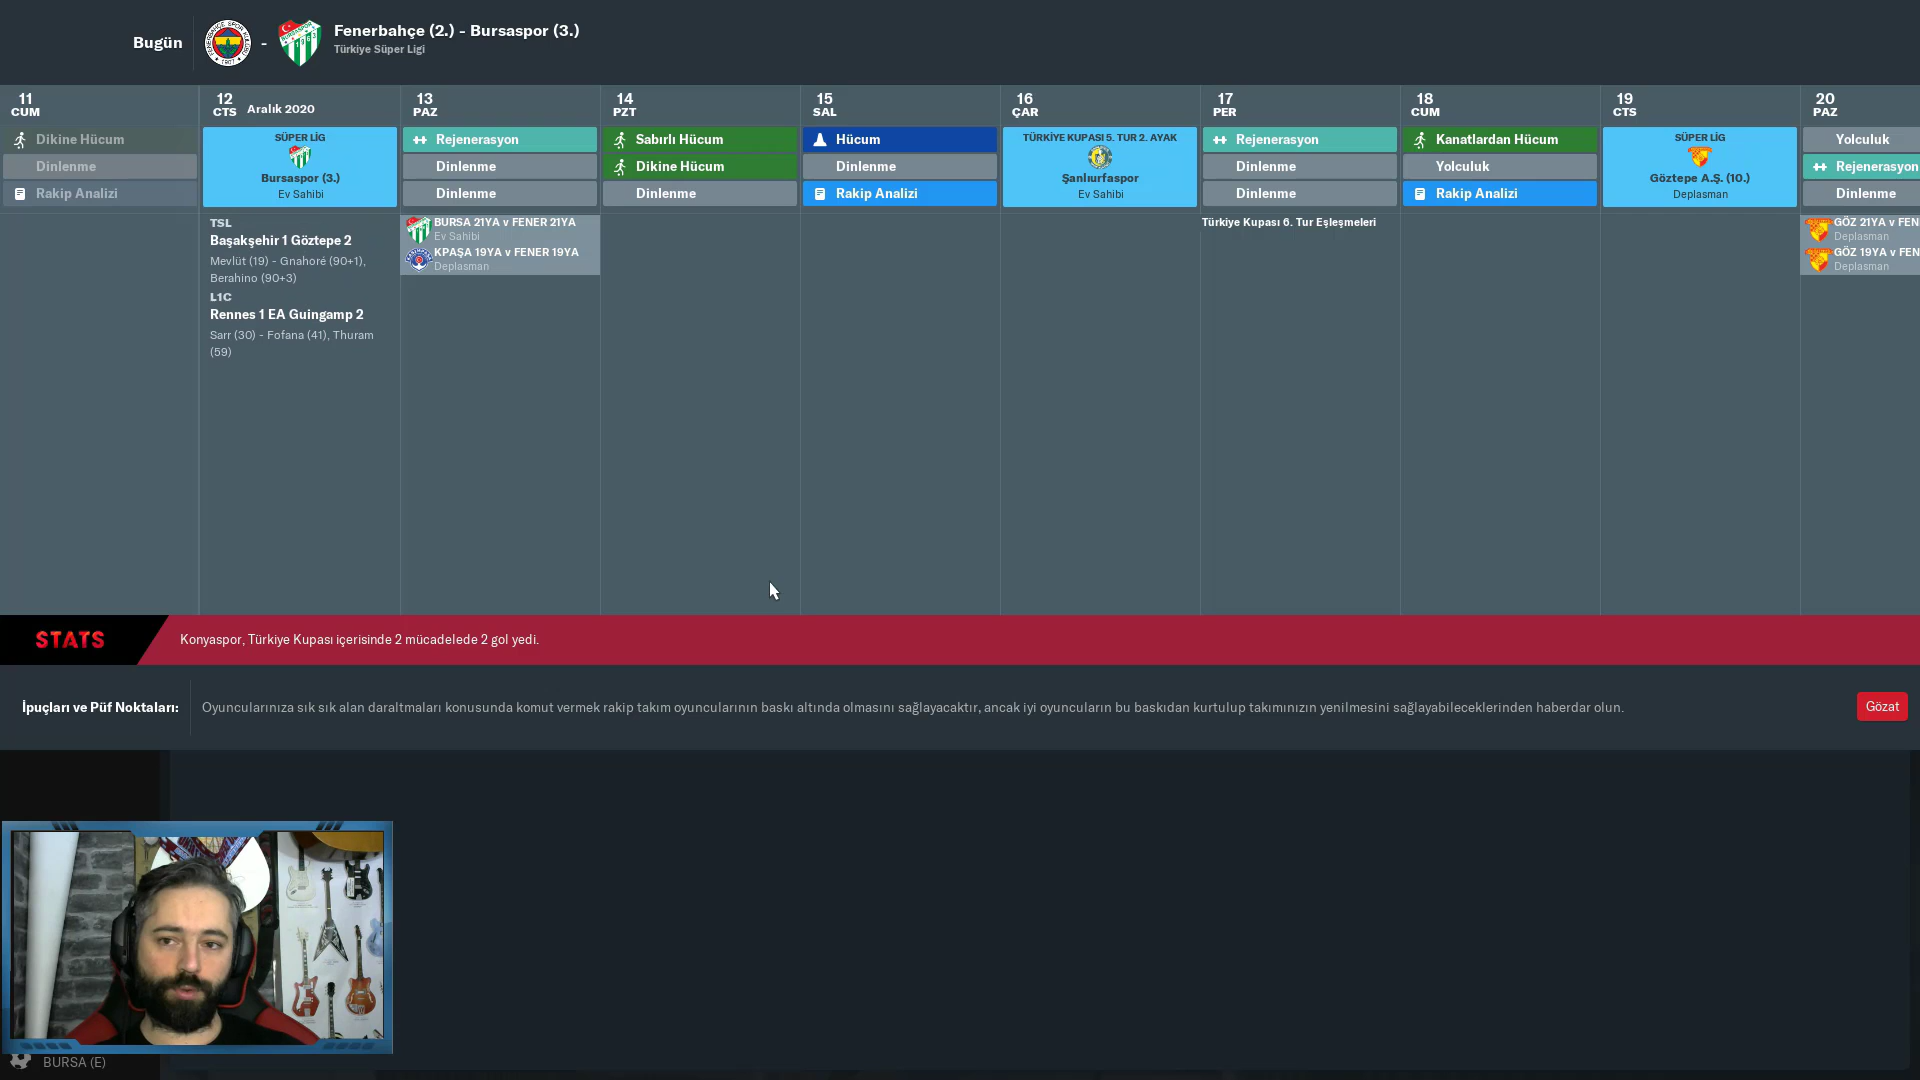 Bugün
-
Fenerbahçe (2.) - Bursaspor (3.)
Türkiye Süper Ligi
11
CUM
Dikine Hücum
Dinlenme
Rakip Analizi
12
CTS
Aralık 2020
SÜPER LİG
Bursaspor (3.)
Ev Sahibi
TSL
Başakşehir 1 Göztepe 2
Mevlüt (19) - Gnahoré (90+1),
Berahino (90+3)
L1C
Rennes 1 EA Guingamp 2
Sarr (30) - Fofana (41), Thuram
(59)
13
PAZ
Rejenerasyon
Dinlenme
Dinlenme
BURSA 21YA v FENER 21YA
Ev Sahibi
KPAŞA 19YA v FENER 19YA
Deplasman
14
PZT
Sabırlı Hücum
Dikine Hücum
Dinlenme
15
SAL
Hücum
Dinlenme
Rakip Analizi
16
ÇAR
TÜRKİYE KUPASI 5. TUR 2. AYAK
Şanlıurfaspor
Ev Sahibi
17
PER
Rejenerasyon
Dinlenme
Dinlenme
Türkiye Kupası 6. Tur Eşleşmeleri
18
CUM
Kanatlardan Hücum
Yolculuk
Rakip Analizi
19
CTS
SÜPER LİG
Göztepe A.Ş. (10.)
Deplasman
20
PAZ
Yolculuk
Rejenerasyon
Dinlenme
GÖZ 21YA v FEN
Deplasman
GÖZ 19YA v FEN
Deplasman
STATS
Konyaspor, Türkiye Kupası içerisinde 2 mücadelede 2 gol yedi.
İpuçları ve Püf Noktaları:
Oyuncularınıza sık sık alan daraltmaları konusunda komut vermek rakip takım oyuncularının baskı altında olmasını sağlayacaktır, ancak iyi oyuncuların bu baskıdan kurtulup takımınızın yenilmesini sağlayabileceklerinden haberdar olun.
Gözat
BURSA (E)